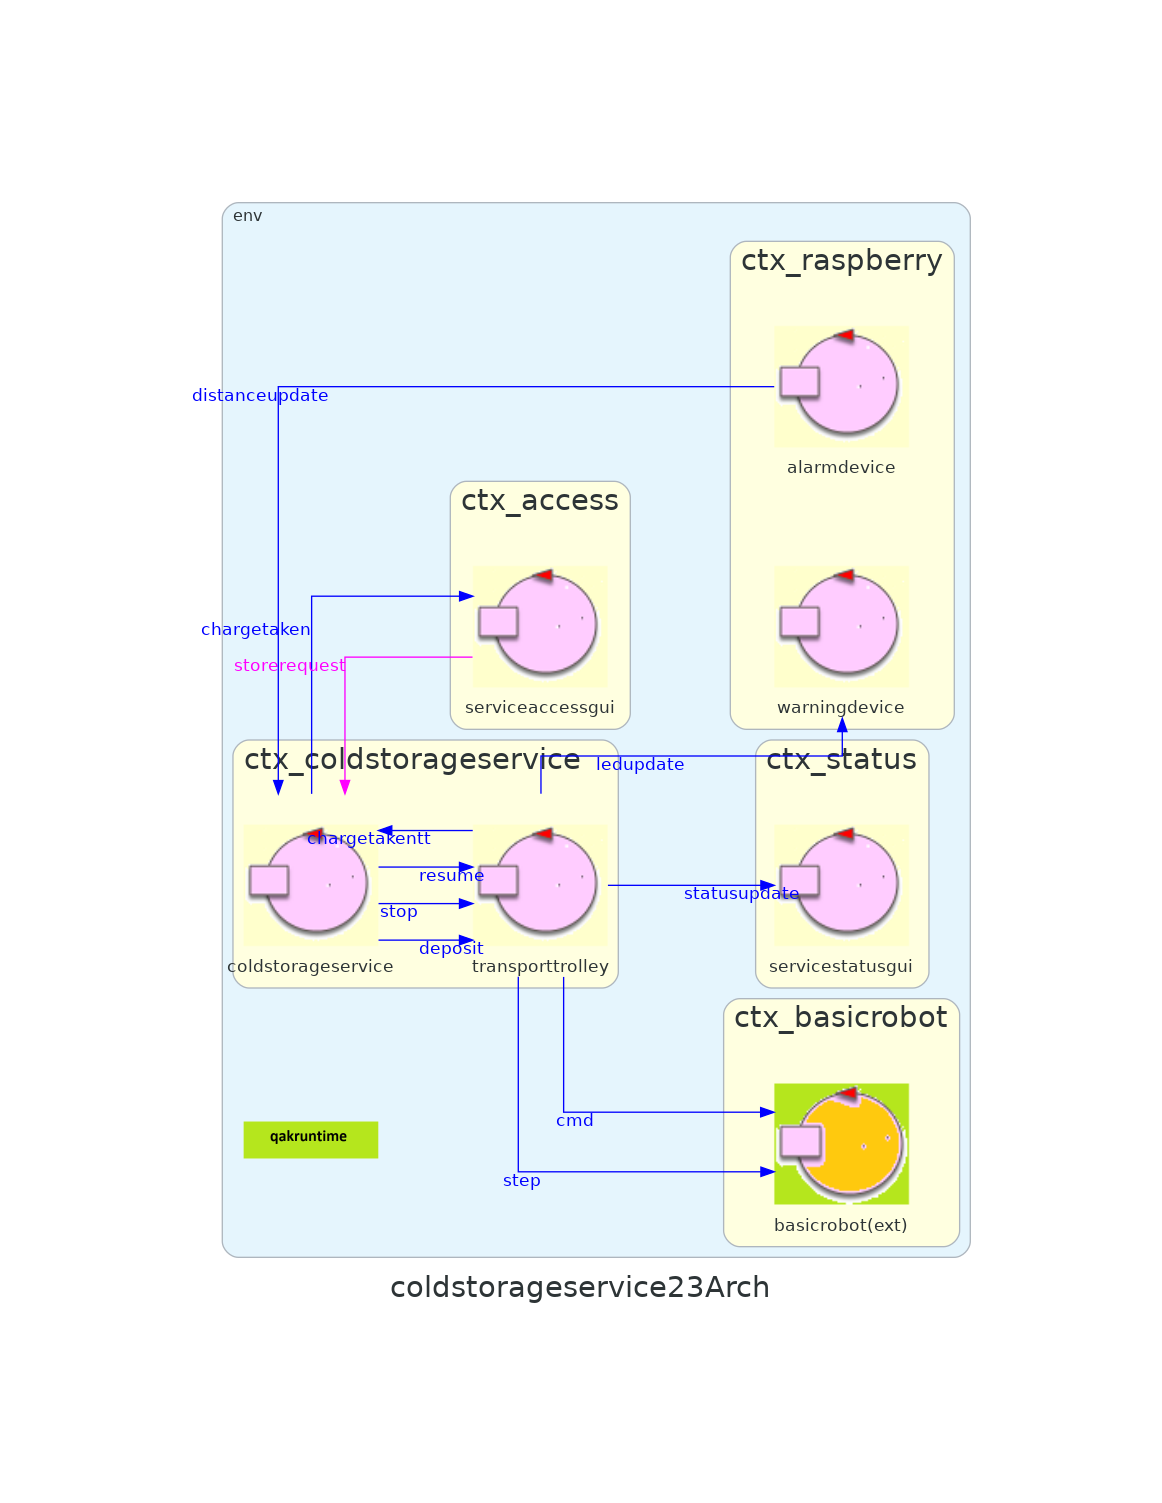 env
ctx_raspberry
distanceupdate
alarmdevice
ctx_access
chargetaken
storerequest
serviceaccessgui
warningdevice
ctx_coldstorageservice
ledupdate
ctx_status
chargetakentt
resume
stop
deposit
statusupdate
coldstorageservice
transporttrolley
servicestatusgui
ctx_basicrobot
cmd
qakruntime
step
basicrobot(ext)
coldstorageservice23Arch